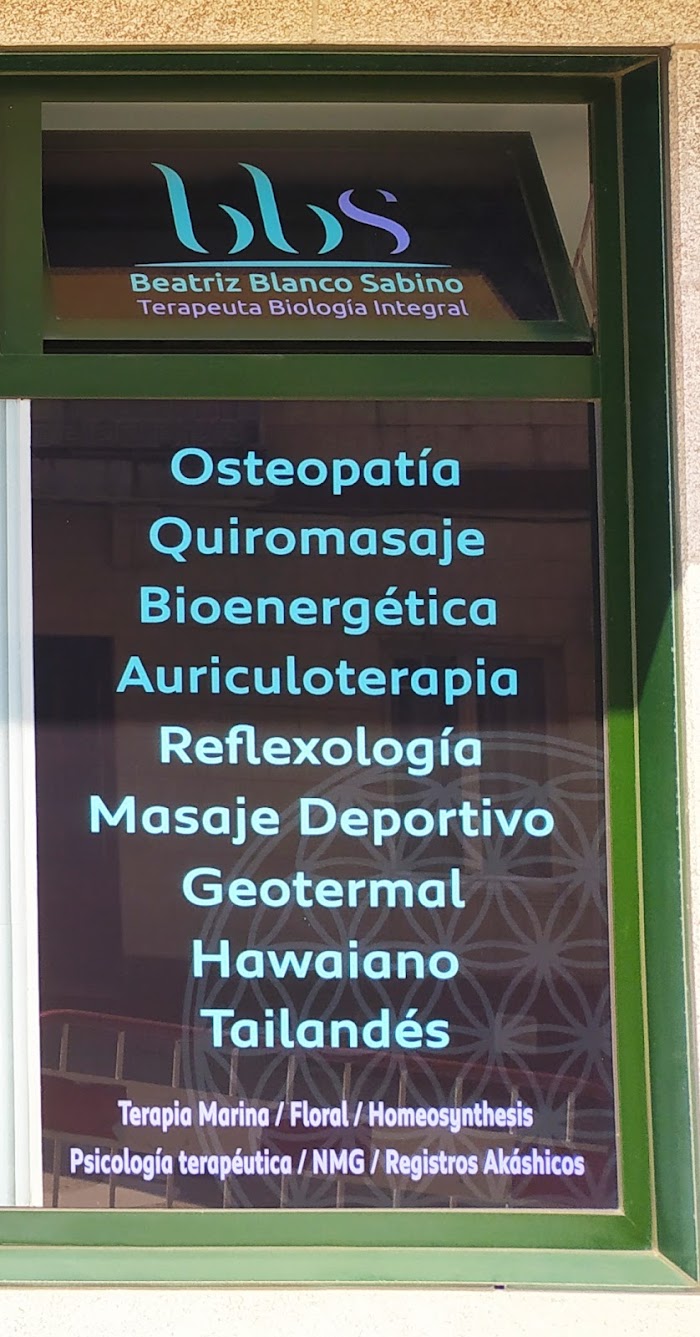 bbs
Beatriz Blanco Sabino
Terapeuta Biología Integral
Osteopatía
Quiromasaje
Bioenergética
Auriculoterapia
Reflexología
Masaje Deportivo
Geotermal
Hawaiano
Tailandés
Terapia Marina / Floral / Homeosynthesis
Psicología terapéutica / NMG / Registros Akáshicos